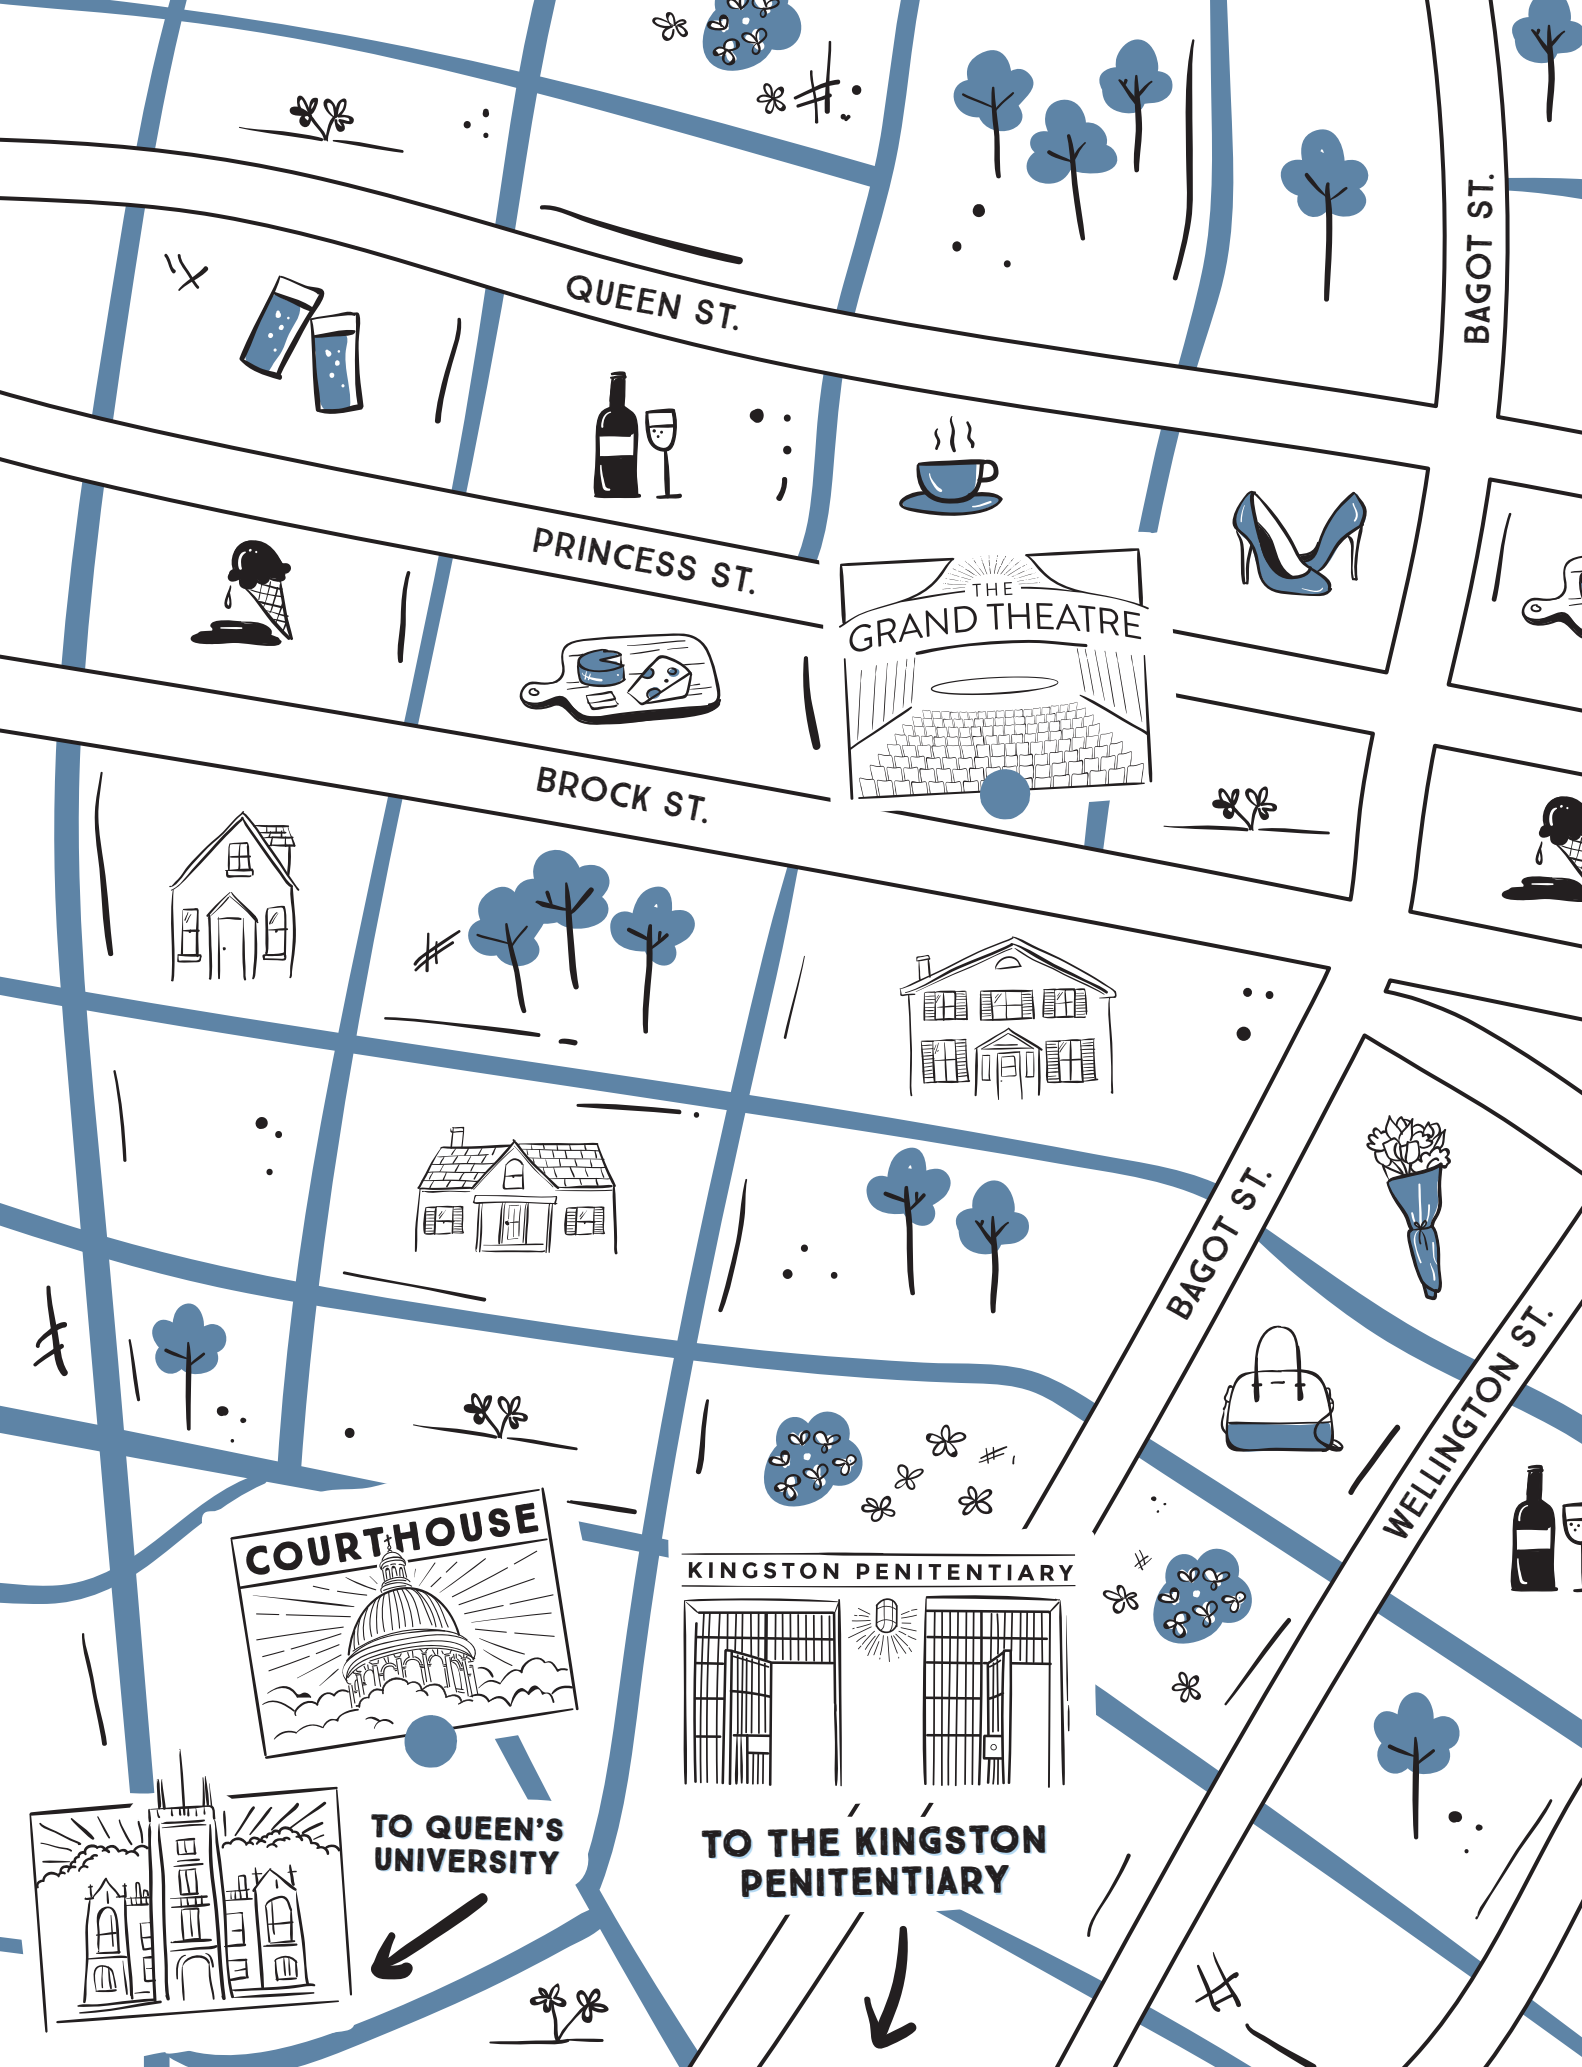 BAGOT ST.
QUEEN ST.
PRINCESS ST.
THE
GRAND THEATRE
BROCK ST.
BAGOT ST.
WELLINGTON ST.
COURTHOUSE
KINGSTON PENITENTIARY
TO QUEEN'S
UNIVERSITY
TO THE KINGSTON
PENITENTIARY